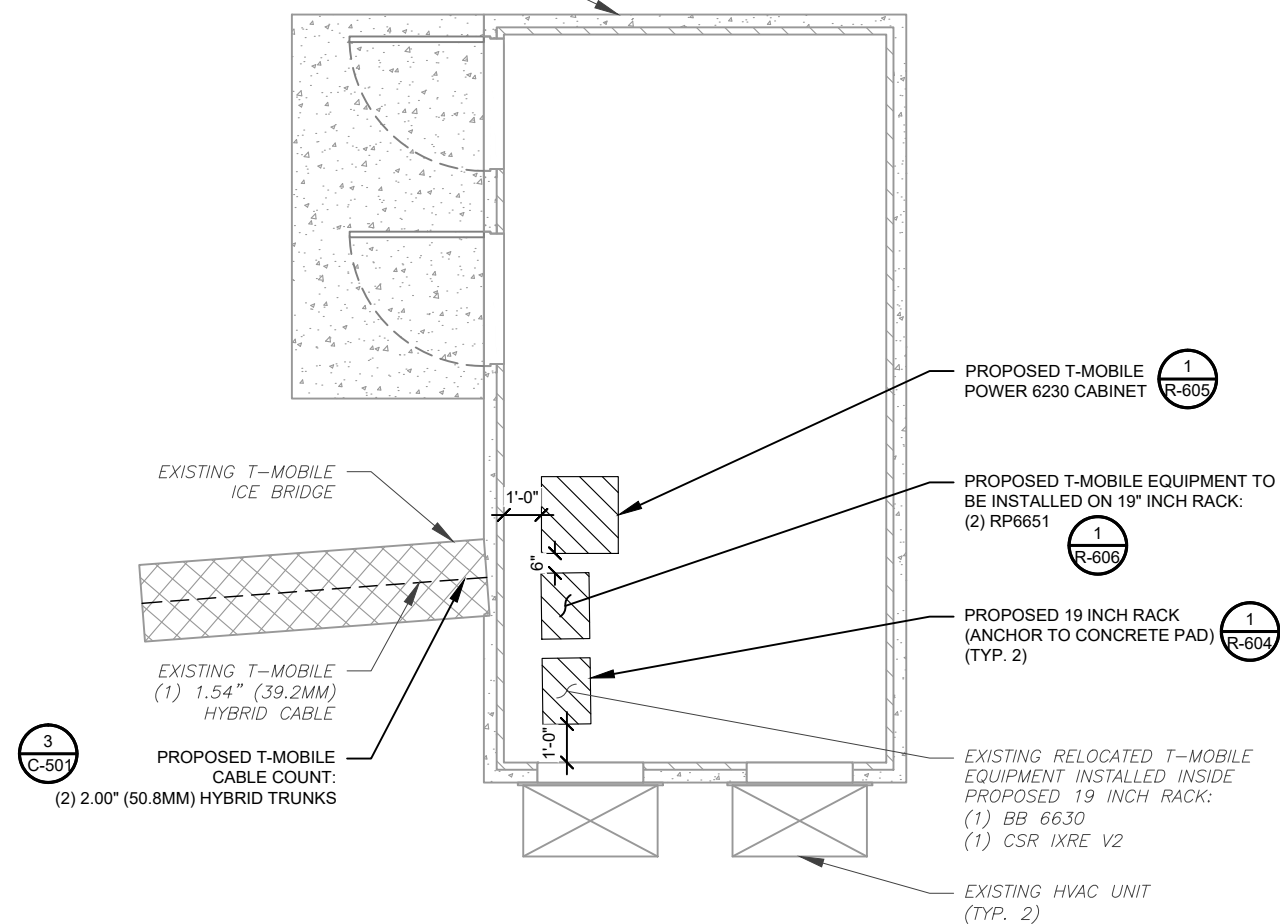 PROPOSED T-MOBILE
POWER 6230 CABINET
1
R-605
EXISTING T-MOBILE
ICE BRIDGE
1'-0"
6"
PROPOSED T-MOBILE EQUIPMENT TO
BE INSTALLED ON 19" INCH RACK:
(2) RP6651
1
R-606
PROPOSED 19 INCH RACK
(ANCHOR TO CONCRETE PAD)
(TYP. 2)
1
R-604
EXISTING T-MOBILE
(1) 1.54" (39.2MM)
HYBRID CABLE
3
C-501
PROPOSED T-MOBILE
CABLE COUNT:
(2) 2.00" (50.8MM) HYBRID TRUNKS
1'-0"
EXISTING RELOCATED T-MOBILE
EQUIPMENT INSTALLED INSIDE
PROPOSED 19 INCH RACK:
(1) BB 6630
(1) CSR IXRE V2
EXISTING HVAC UNIT
(TYP. 2)